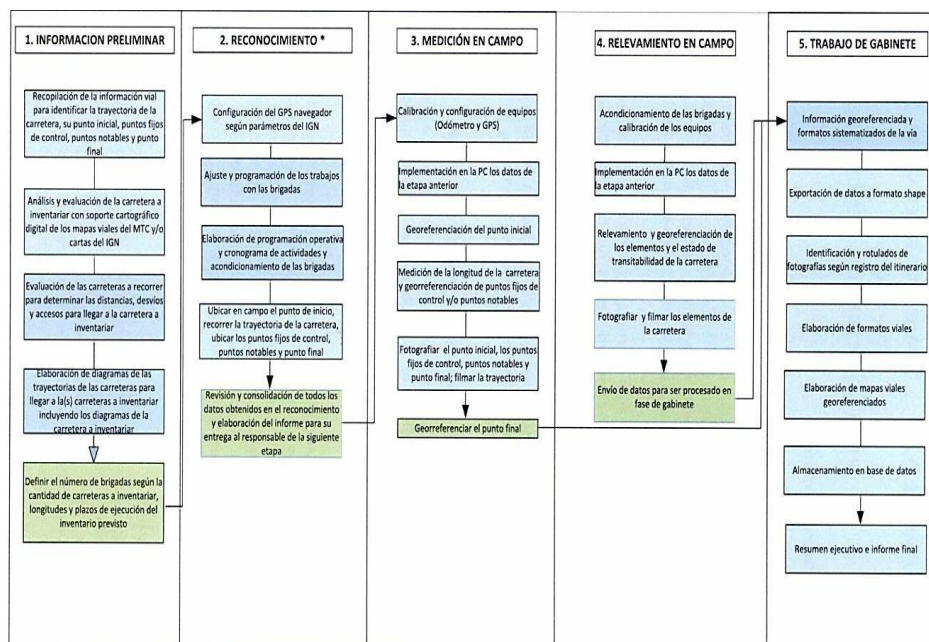 1. INFORMACION PRELIMINAR
Recopilación de la información vial
para identificar la trayectoria de la
carretera, su punto inicial, puntos fijos
de control, puntos notables y punto
final
Análisis y evaluación de la carretera a
inventariar con soporte cartográfico
digital de los mapas viales del MTC y/o
cartas del IGN
Evaluación de las carreteras a recorrer
para determinar las distancias, desvíos
y accesos para llegar a la carretera a
inventariar
Elaboración de diagramas de las
trayectorias de las carreteras para
llegar a la(s) carreteras a inventariar
incluyendo los diagramas de la
carretera a inventariar
Definir el número de brigadas según la
cantidad de carreteras a inventariar,
longitudes y plazos de ejecución del
inventario previsto
2. RECONOCIMIENTO *
Configuración del GPS navegador
según parámetros del IGN
Ajuste y programación de los trabajos
con las brigadas
Elaboración de programación operativa
y cronograma de actividades y
acondicionamiento de las brigadas
Ubicar en campo el punto de inicio,
recorrer la trayectoria de la carretera,
ubicar los puntos fijos de control,
puntos notables y punto final
Revisión y consolidación de todos los
datos obtenidos en el reconocimiento
y elaboración del informe para su
entrega al responsable de la siguiente
etapa
3. MEDICIÓN EN CAMPO
Calibración y configuración de equipos
(Odómetro y GPS)
Implementación en la PC los datos de
la etapa anterior
Georeferenciación del punto inicial
Medición de la longitud de la carretera
y georreferenciación de puntos fijos de
control y/o puntos notables
Fotografiar el punto inicial, los puntos
fijos de control, puntos notables y
punto final; filmar la trayectoria
Georreferenciar el punto final
4. RELEVAMIENTO EN CAMPO
Acondicionamiento de las brigadas y
calibración de los equipos
Implementación en la PC los datos de
la etapa anterior
Relevamiento y georeferenciación de
los elementos y el estado de
transitabilidad de la carretera
Fotografiar y filmar los elementos de
la carretera
Envío de datos para ser procesado en
fase de gabinete
5. TRABAJO DE GABINETE
Información georeferenciada y
formatos sistematizados de la vía
Exportación de datos a formato shape
Identificación y rotulados de
fotografías según registro del itinerario
Elaboración de formatos viales
Elaboración de mapas viales
georeferenciados
Almacenamiento en base de datos
Resumen ejecutivo e informe final